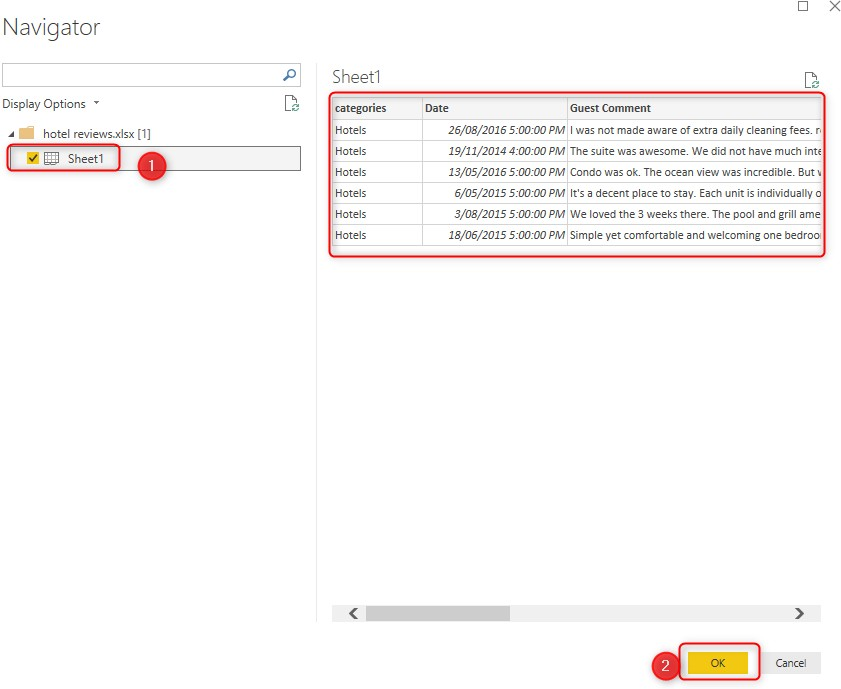 Navigator
Display Options
hotel reviews.xlsx [1]
Sheet1
1
Sheet1
categories Date Guest Comment
Hotels 26/08/2016 5:00:00 PM I was not made aware of extra daily cleaning fees.
Hotels 19/11/2014 4:00:00 PM The suite was awesome. We did not have much
Hotels 13/05/2016 5:00:00 PM Condo was ok. The ocean view was incredible. But
Hotels 6/05/2015 5:00:00 PM It's a decent place to stay. Each unit is individually
Hotels 3/08/2015 5:00:00 PM We loved the 3 weeks there. The pool and grill
Hotels 18/06/2015 5:00:00 PM Simple yet comfortable and welcoming one
2
OK
Cancel